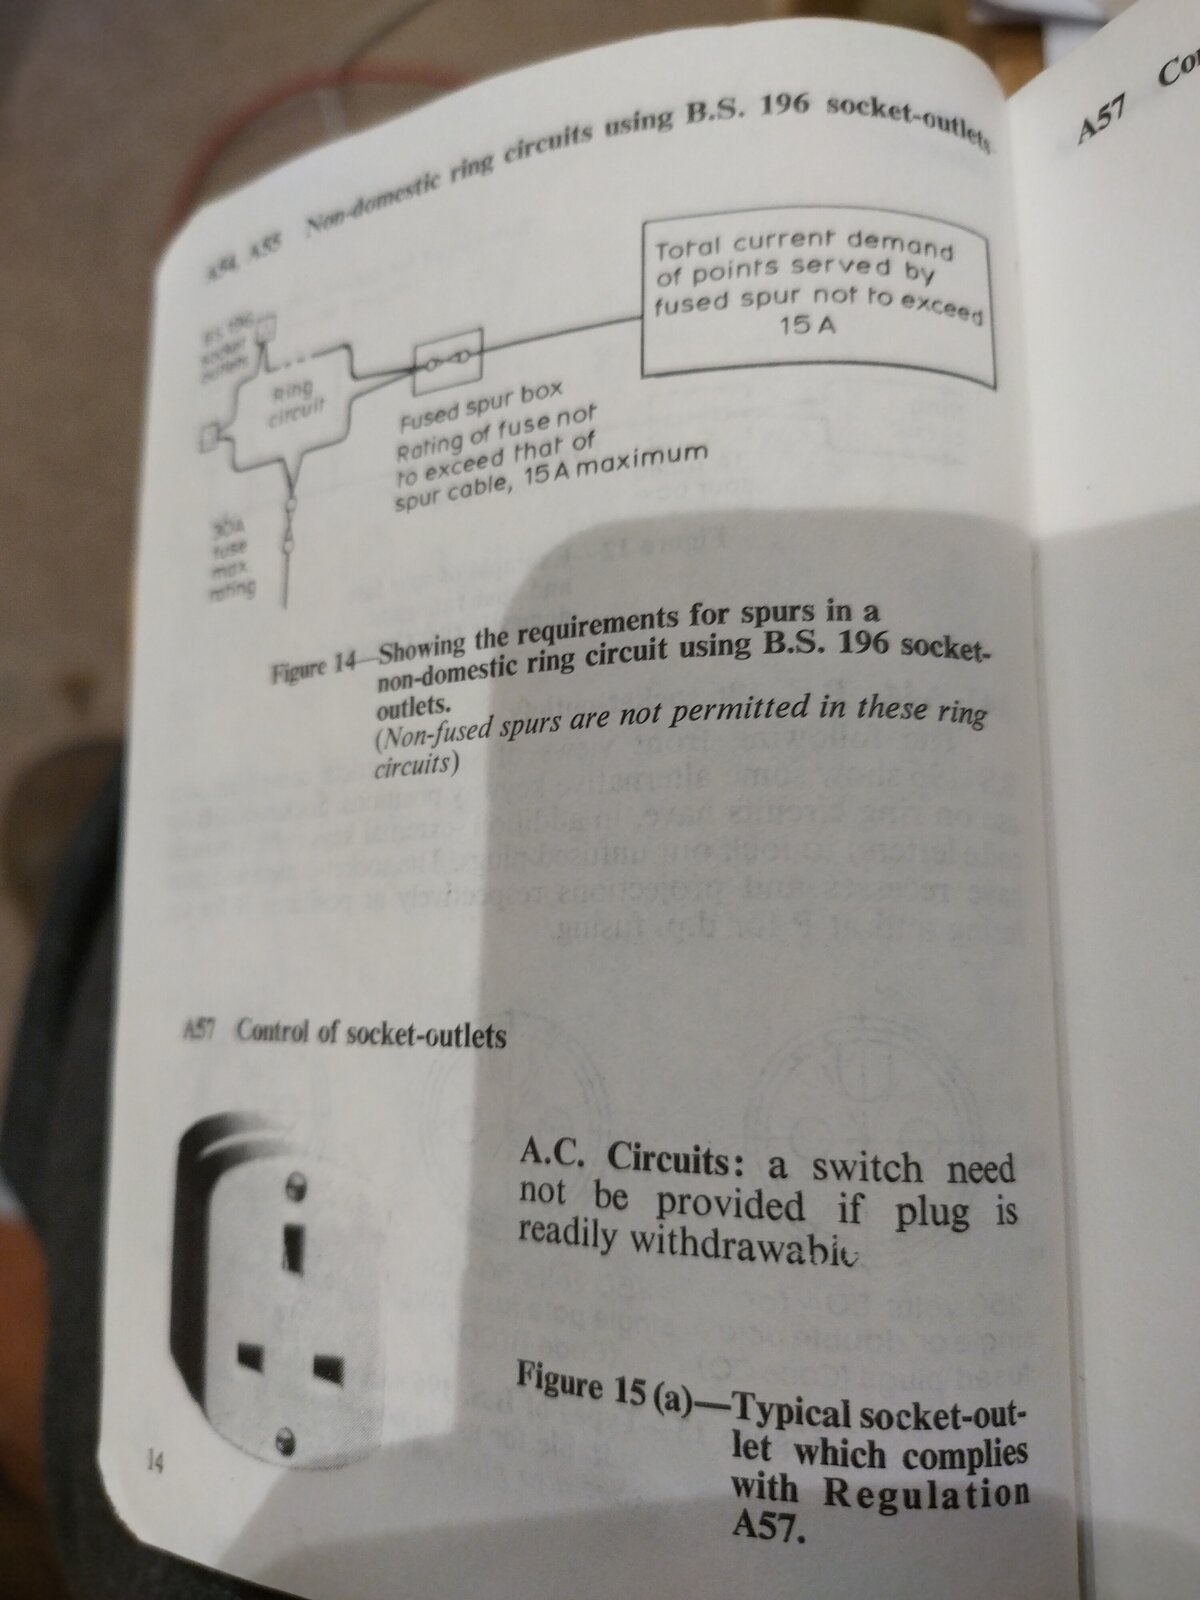 A54, A55 Non-domestic ring circuits using B.S. 196 socket-outlets
Total current demand
of points served by
fused spur not to exceed
15 A
BS 196
socket
outlets
Ring
circuit
Fused spur box
Rating of fuse not
to exceed that of
spur cable, 15A maximum
30A
fuse
max.
rating
Figure 14—Showing the requirements for spurs in a
non-domestic ring circuit using B.S. 196 socket-
outlets.
(Non-fused spurs are not permitted in these ring
circuits)
A57 Control of socket-outlets
A.C. Circuits: a switch need
not be provided if plug is
readily withdrawable
Figure 15 (a)—Typical socket-out-
let which complies
with Regulation
A57.
14
A57